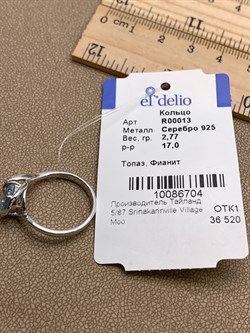 el'delio
Кольцо
Арт R00013
Металл Серебро 925
Вес, гр. 2,77
р-р 17,0
Топаз, Фианит
10086704
Производитель Тайланд
5/87 Srinakannville Village
Моо
ОТК1
36 520